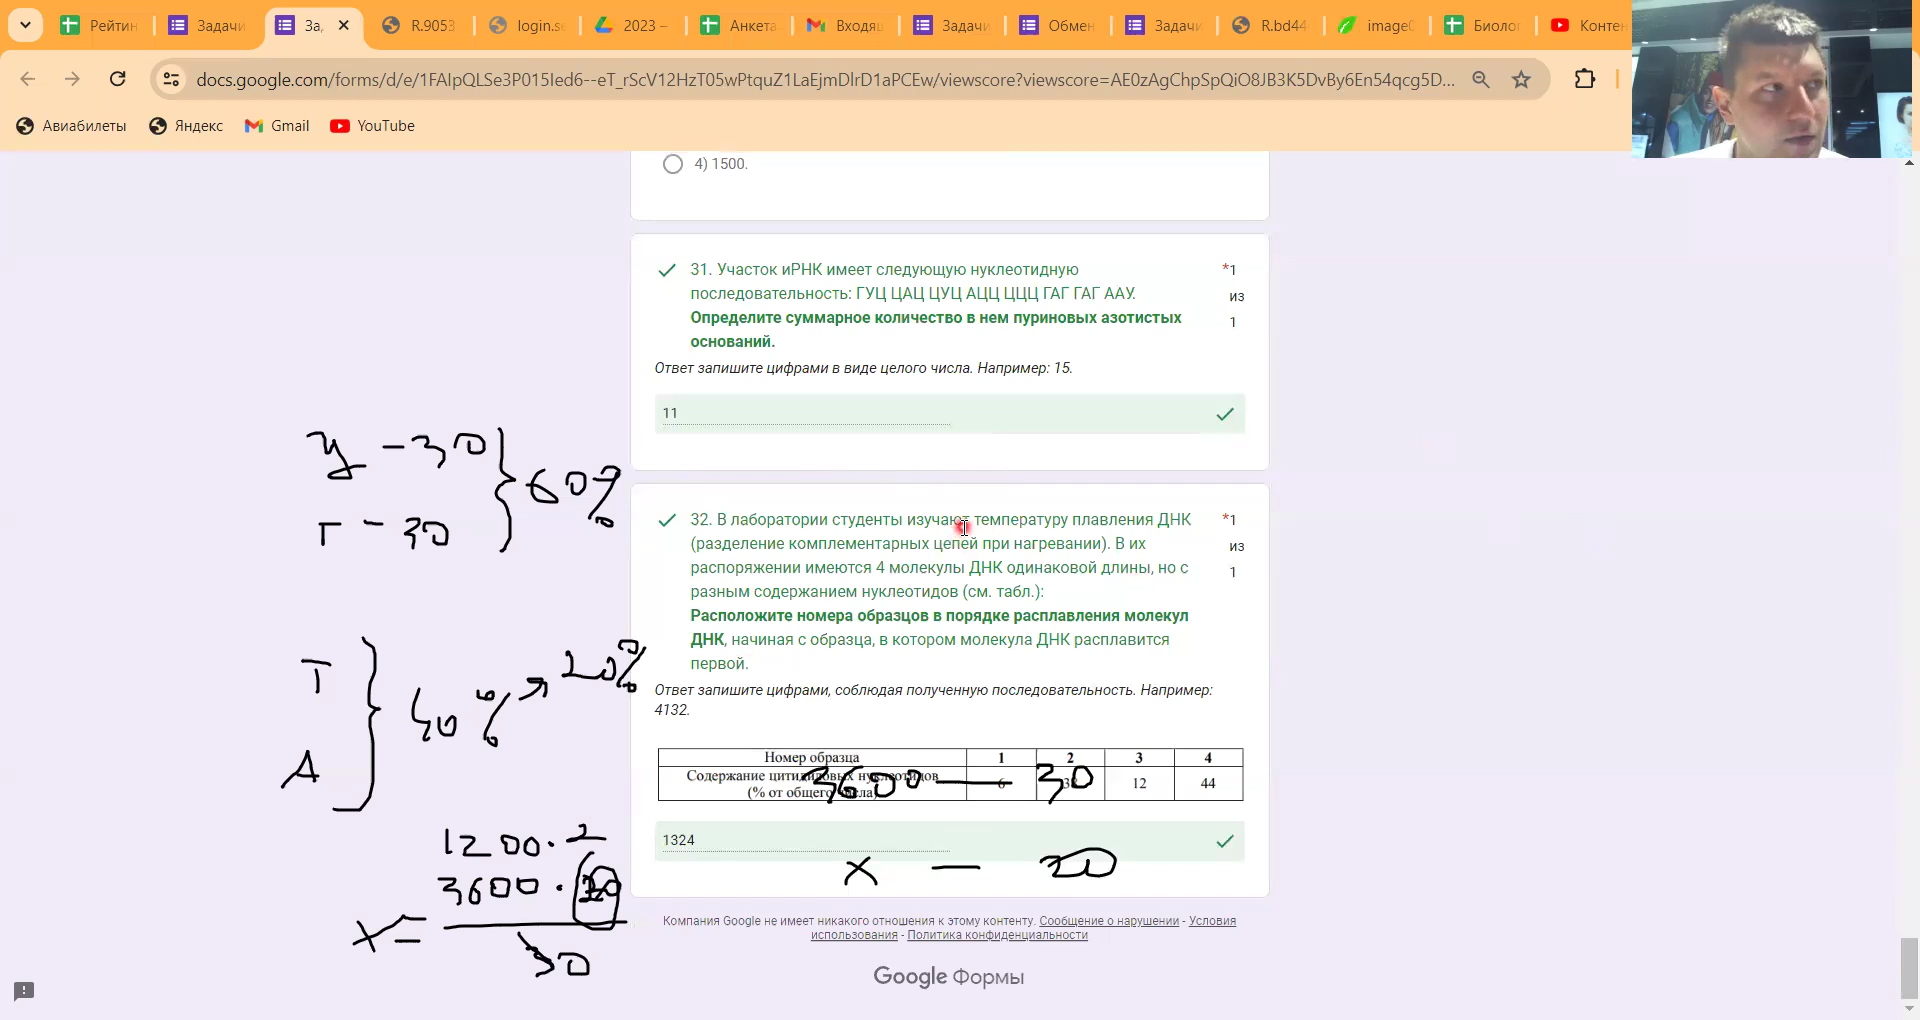 Рейтин
Задачи
За,
R.9053
login.se
2023 –
Анкета
Входящ
Задачи
Обмен
Задачи
R.bd44
image0
Биолог
Контен
docs.google.com/forms/d/e/1FAIpQLSe3P015Ied6--eT_rScV12HzT05wPtquZ1LaEjmDlrD1aPCEw/viewscore?viewscore=AE0zAgChpSpQiO8JB3K5DvBy6En54qcg5D...
Авиабилеты
Яндекс
Gmail
YouTube
4) 1500.
31. Участок иРНК имеет следующую нуклеотидную
последовательность: ГУЦ ЦАЦ ЦУЦ АЦЦ ЦЦЦ ГАГ ГАГ ААУ.
Определите суммарное количество в нем пуриновых азотистых
оснований.
*1
из
1
Ответ запишите цифрами в виде целого числа. Например: 15.
11
32. В лаборатории студенты изучают температуру плавления ДНК
(разделение комплементарных цепей при нагревании). В их
распоряжении имеются 4 молекулы ДНК одинаковой длины, но с
разным содержанием нуклеотидов (см. табл.):
Расположите номера образцов в порядке расплавления молекул
ДНК, начиная с образца, в котором молекула ДНК расплавится
первой.
*1
из
1
Ответ запишите цифрами, соблюдая полученную последовательность. Например:
4132.
Номер образца 1 2 3 4
Содержание цитидиловых нуклеотидов
(% от общего числа) 6 12 44
1324
Компания Google не имеет никакого отношения к этому контенту. Сообщение о нарушении - Условия
использования - Политика конфиденциальности
Google Формы
– 30
Г – 30
60%
Т
А
40% → 20%
3600 — 30
x — 20
1200 · 2
3600 · 20
x =
30